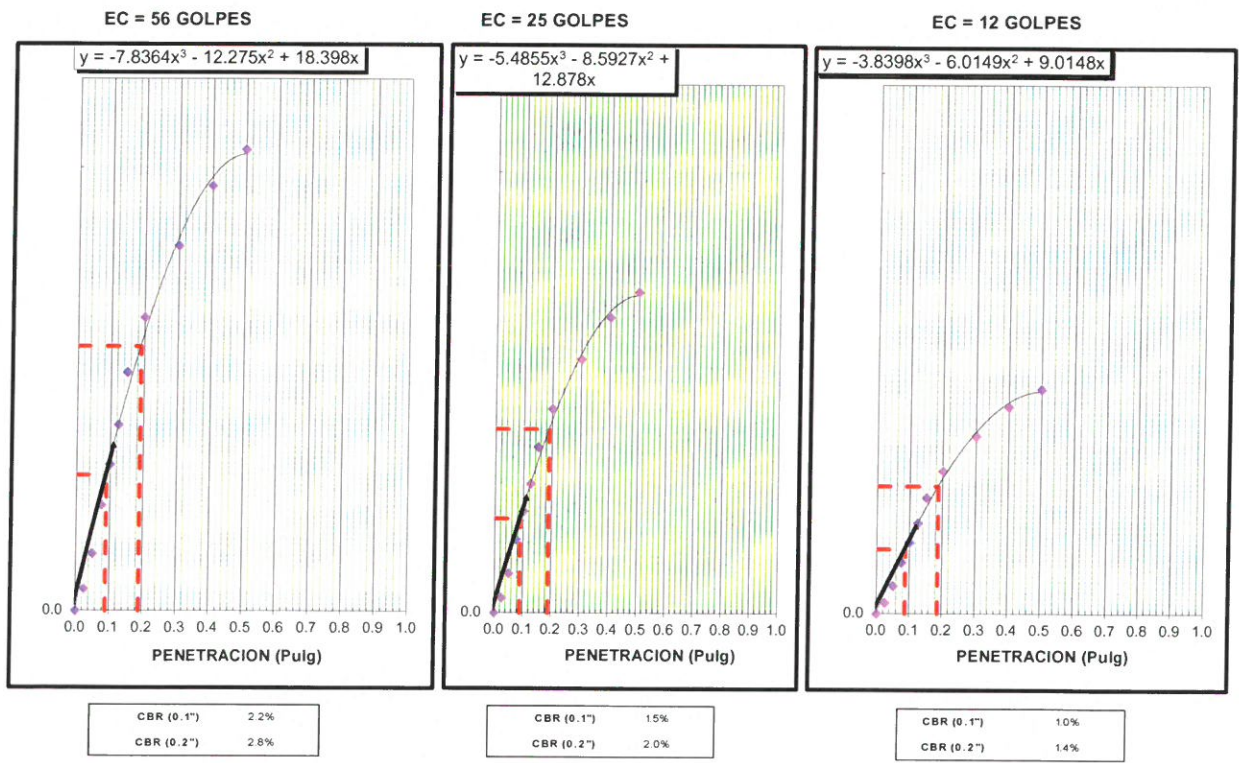 EC = 56 GOLPES
y = -7.8364x³ - 12.275x² + 18.398x
0.0
0.0 0.1 0.2 0.3 0.4 0.5 0.6 0.7 0.8 0.9 1.0
PENETRACION (Pulg)
CBR (0.1") 2.2%
CBR (0.2") 2.8%
EC = 25 GOLPES
y = -5.4855x³ - 8.5927x² +
12.878x
0.0
0.0 0.1 0.2 0.3 0.4 0.5 0.6 0.7 0.8 0.9 1.0
PENETRACION (Pulg)
CBR (0.1") 1.5%
CBR (0.2") 2.0%
EC = 12 GOLPES
y = -3.8398x³ - 6.0149x² + 9.0148x
0.0
0.0 0.1 0.2 0.3 0.4 0.5 0.6 0.7 0.8 0.9 1.0
PENETRACION (Pulg)
CBR (0.1") 1.0%
CBR (0.2") 1.4%